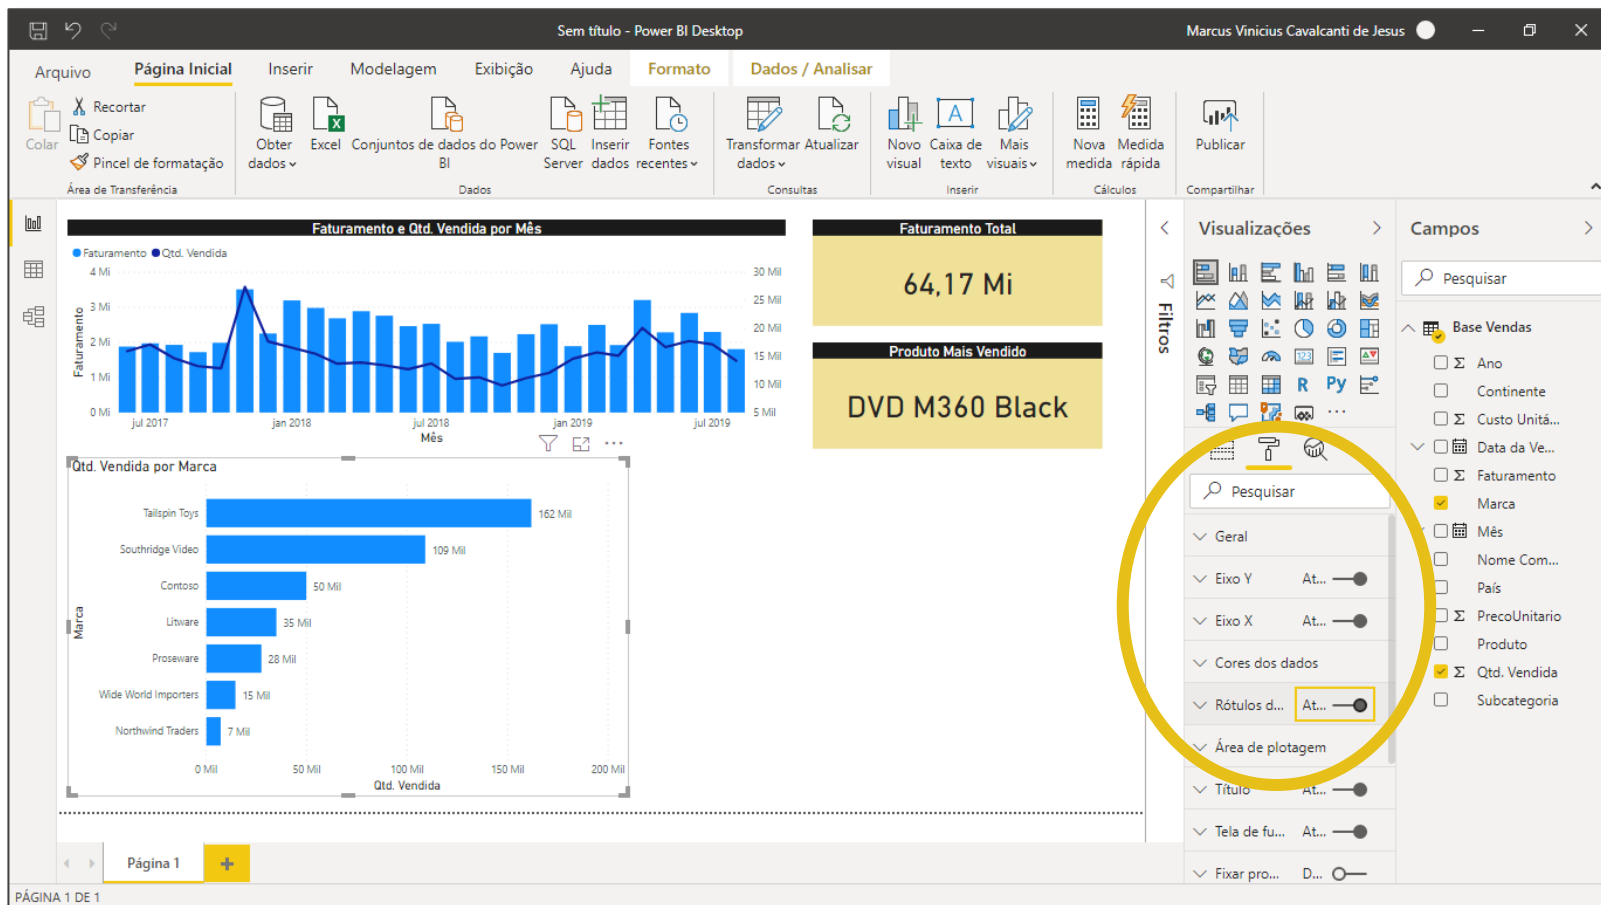 Sem título - Power BI Desktop
Marcus Vinicius Cavalcanti de Jesus
Arquivo
Página Inicial
Inserir
Modelagem
Exibição
Ajuda
Formato
Dados / Analisar
Colar
Recortar
Copiar
Pincel de formatação
Área de Transferência
Obter
dados
Excel
Conjuntos de dados do Power
BI
SQL
Server
Inserir
dados
Fontes
recentes
Dados
Transformar
dados
Atualizar
Consultas
Novo
visual
Caixa de
texto
Mais
visuais
Inserir
Nova
medida
Medida
rápida
Cálculos
Publicar
Compartilhar
Faturamento e Qtd. Vendida por Mês
Faturamento Qtd. Vendida
4 Mi
3 Mi
2 Mi
1 Mi
0 Mi
Faturamento
30 Mil
25 Mil
20 Mil
15 Mil
10 Mil
5 Mil
jul 2017
jan 2018
jul 2018
jan 2019
jul 2019
Mês
Faturamento Total
64,17 Mi
Produto Mais Vendido
DVD M360 Black
Qtd. Vendida por Marca
Marca
Tailspin Toys 162 Mil
Southridge Video 109 Mil
Contoso 50 Mil
Litware 35 Mil
Proseware 28 Mil
Wide World Importers 15 Mil
Northwind Traders 7 Mil
0 Mil 50 Mil 100 Mil 150 Mil 200 Mil
Qtd. Vendida
Filtros
Visualizações
123
R
Py
Pesquisar
Geral
Eixo Y At...
Eixo X At...
Cores dos dados
Rótulos d... At...
Área de plotagem
Título At...
Tela de fu... At...
Fixar pro... D...
Campos
Pesquisar
Base Vendas
Σ Ano
Continente
Σ Custo Unitá...
Data da Ve...
Σ Faturamento
Marca
Mês
Nome Com...
País
Σ PrecoUnitario
Produto
Σ Qtd. Vendida
Subcategoria
Página 1
+
PÁGINA 1 DE 1